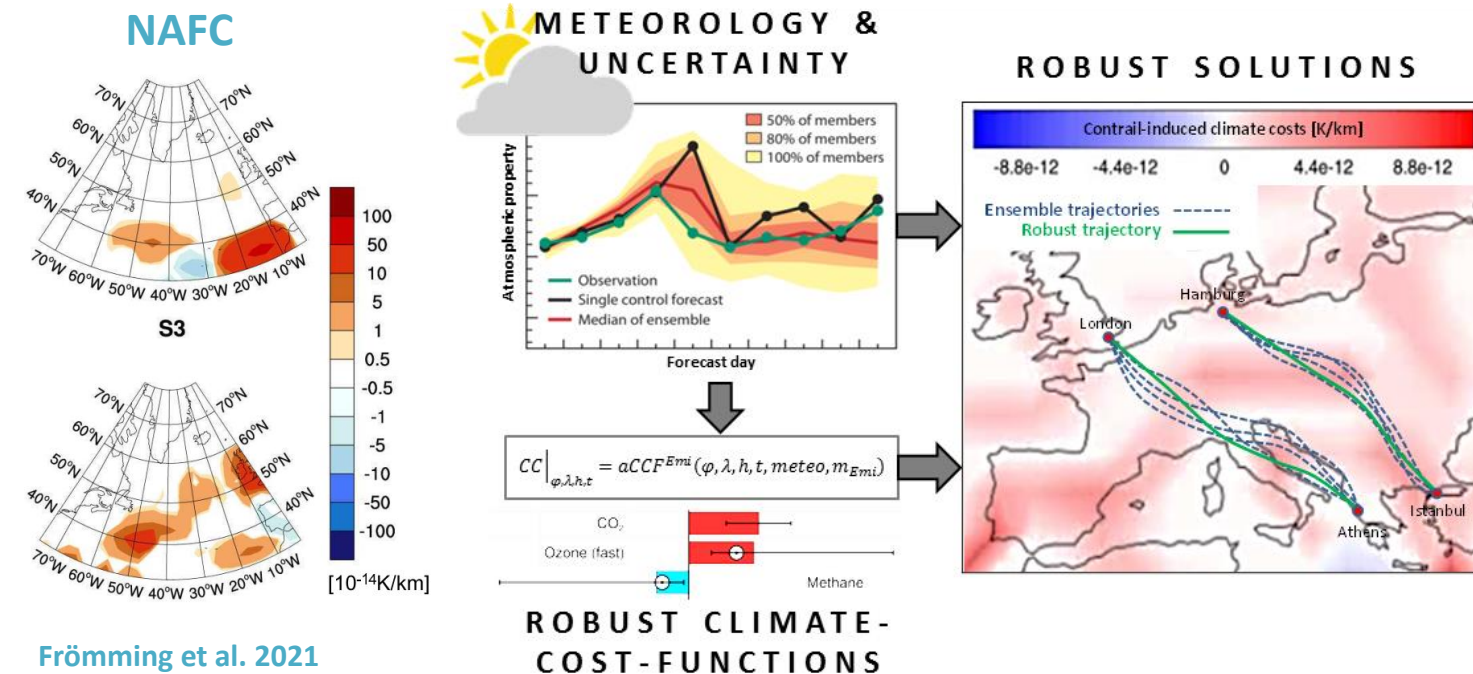 NAFC
70°N
70°N
60°N
60°N
50°N
50°N
40°N
40°N
70°W 60°W 50°W 40°W 30°W 20°W 10°W
S3
70°N
70°N
60°N
60°N
50°N
50°N
40°N
40°N
70°W 60°W 50°W 40°W 30°W 20°W 10°W
100
50
10
5
1
0.5
-0.5
-1
-5
-10
-50
-100
[10⁻¹⁴K/km]
Frömming et al. 2021
METEOROLOGY &
UNCERTAINTY
50% of members
80% of members
100% of members
Atmospheric property
Observation
Single control forecast
Median of ensemble
Forecast day
CC|φ,λ,h,t = aCCF^Emi(φ, λ, h, t, meteo, m_Emi)
CO₂
Ozone (fast)
Methane
ROBUST CLIMATE-
COST-FUNCTIONS
ROBUST SOLUTIONS
Contrail-induced climate costs [K/km]
-8.8e-12 -4.4e-12 0 4.4e-12 8.8e-12
Ensemble trajectories
Robust trajectory
Hamburg
London
Istanbul
Athens